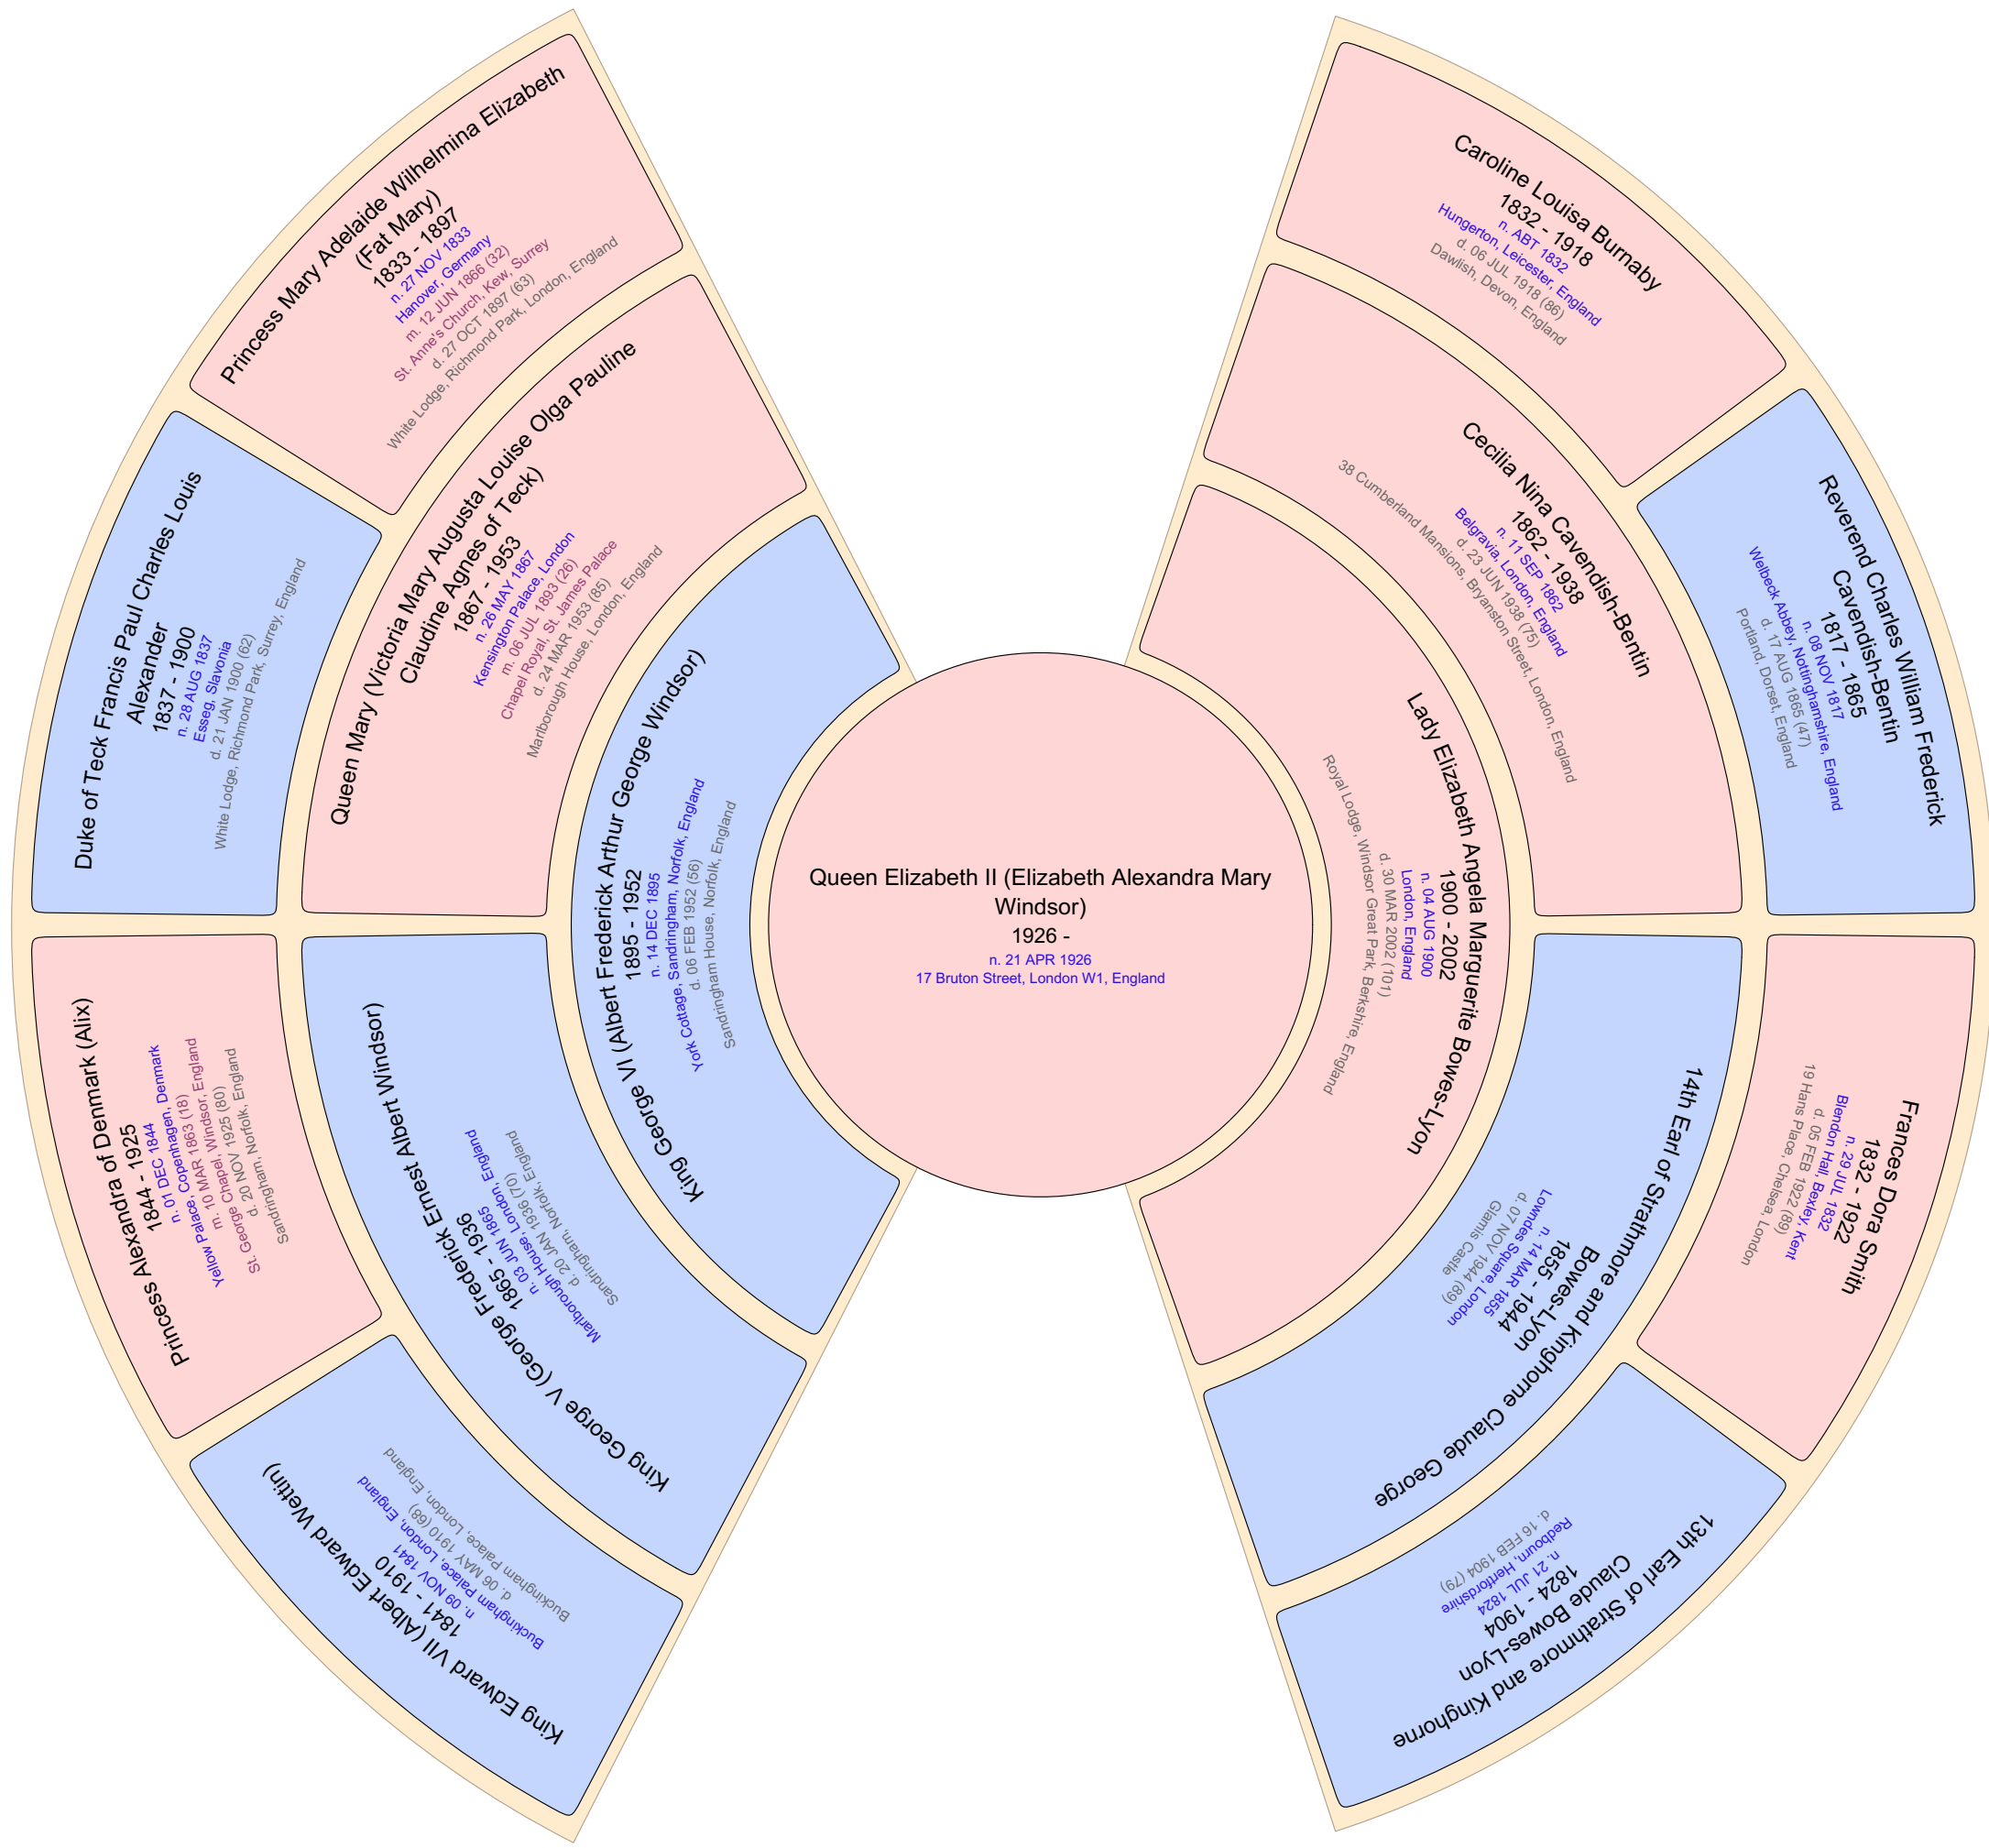 Princess Mary Adelaide Wilhelmina Elizabeth
(Fat Mary)
1833 - 1897
n. 27 NOV 1833
Hanover, Germany
m. 12 JUN 1866 (32)
St. Anne's Church, Kew, Surrey
d. 27 OCT 1897 (63)
White Lodge, Richmond Park, London, England
Duke of Teck Francis Paul Charles Louis
Alexander
1837 - 1900
n. 28 AUG 1837
Esseg, Slavonia
d. 21 JAN 1900 (62)
White Lodge, Richmond Park, Surrey, England
Queen Mary (Victoria Mary Augusta Louise Olga Pauline
Claudine Agnes of Teck)
1867 - 1953
n. 26 MAY 1867
Kensington Palace, London
m. 06 JUL 1893 (26)
Chapel Royal, St. James Palace
d. 24 MAR 1953 (85)
Marlborough House, London, England
Princess Alexandra of Denmark (Alix)
1844 - 1925
n. 01 DEC 1844
Yellow Palace, Copenhagen, Denmark
m. 10 MAR 1863 (18)
St. George Chapel, Windsor, England
d. 20 NOV 1925 (80)
Sandringham, Norfolk, England
King Edward VII (Albert Edward Wettin)
1841 - 1910
n. 09 NOV 1841
Buckingham Palace, London, England
d. 06 MAY 1910 (68)
Buckingham Palace, London, England
King George V (George Frederick Ernest Albert Windsor)
1865 - 1936
n. 03 JUN 1865
Marlborough House, London, England
d. 20 JAN 1936 (70)
Sandringham, Norfolk, England
King George VI (Albert Frederick Arthur George Windsor)
1895 - 1952
n. 14 DEC 1895
York Cottage, Sandringham, Norfolk, England
d. 06 FEB 1952 (56)
Sandringham House, Norfolk, England
Queen Elizabeth II (Elizabeth Alexandra Mary
Windsor)
1926 -
n. 21 APR 1926
17 Bruton Street, London W1, England
Lady Elizabeth Angela Marguerite Bowes-Lyon
1900 - 2002
n. 04 AUG 1900
London, England
d. 30 MAR 2002 (101)
Royal Lodge, Windsor Great Park, Berkshire, England
Cecilia Nina Cavendish-Bentin
1862 - 1938
n. 11 SEP 1862
Belgravia, London, England
d. 23 JUN 1938 (75)
38 Cumberland Mansions, Bryanston Street, London, England
Caroline Louisa Burnaby
1832 - 1918
n. ABT 1832
Hungerton, Leicester, England
d. 06 JUL 1918 (86)
Dawlish, Devon, England
Reverend Charles William Frederick
Cavendish-Bentin
1817 - 1865
n. 08 NOV 1817
Welbeck Abbey, Nottinghamshire, England
d. 17 AUG 1865 (47)
Portland, Dorset, England
14th Earl of Strathmore and Kinghorne Claude George
Bowes-Lyon
1855 - 1944
n. 14 MAR 1855
Lowndes Square, London
d. 07 NOV 1944 (89)
Glamis Castle
Frances Dora Smith
1832 - 1922
n. 29 JUL 1832
Blendon Hall, Bexley, Kent
d. 05 FEB 1922 (89)
19 Hans Place, Chelsea, London
13th Earl of Strathmore and Kinghorne
Claude Bowes-Lyon
1824 - 1904
n. 21 JUL 1824
Redbourn, Hertfordshire
d. 16 FEB 1904 (79)